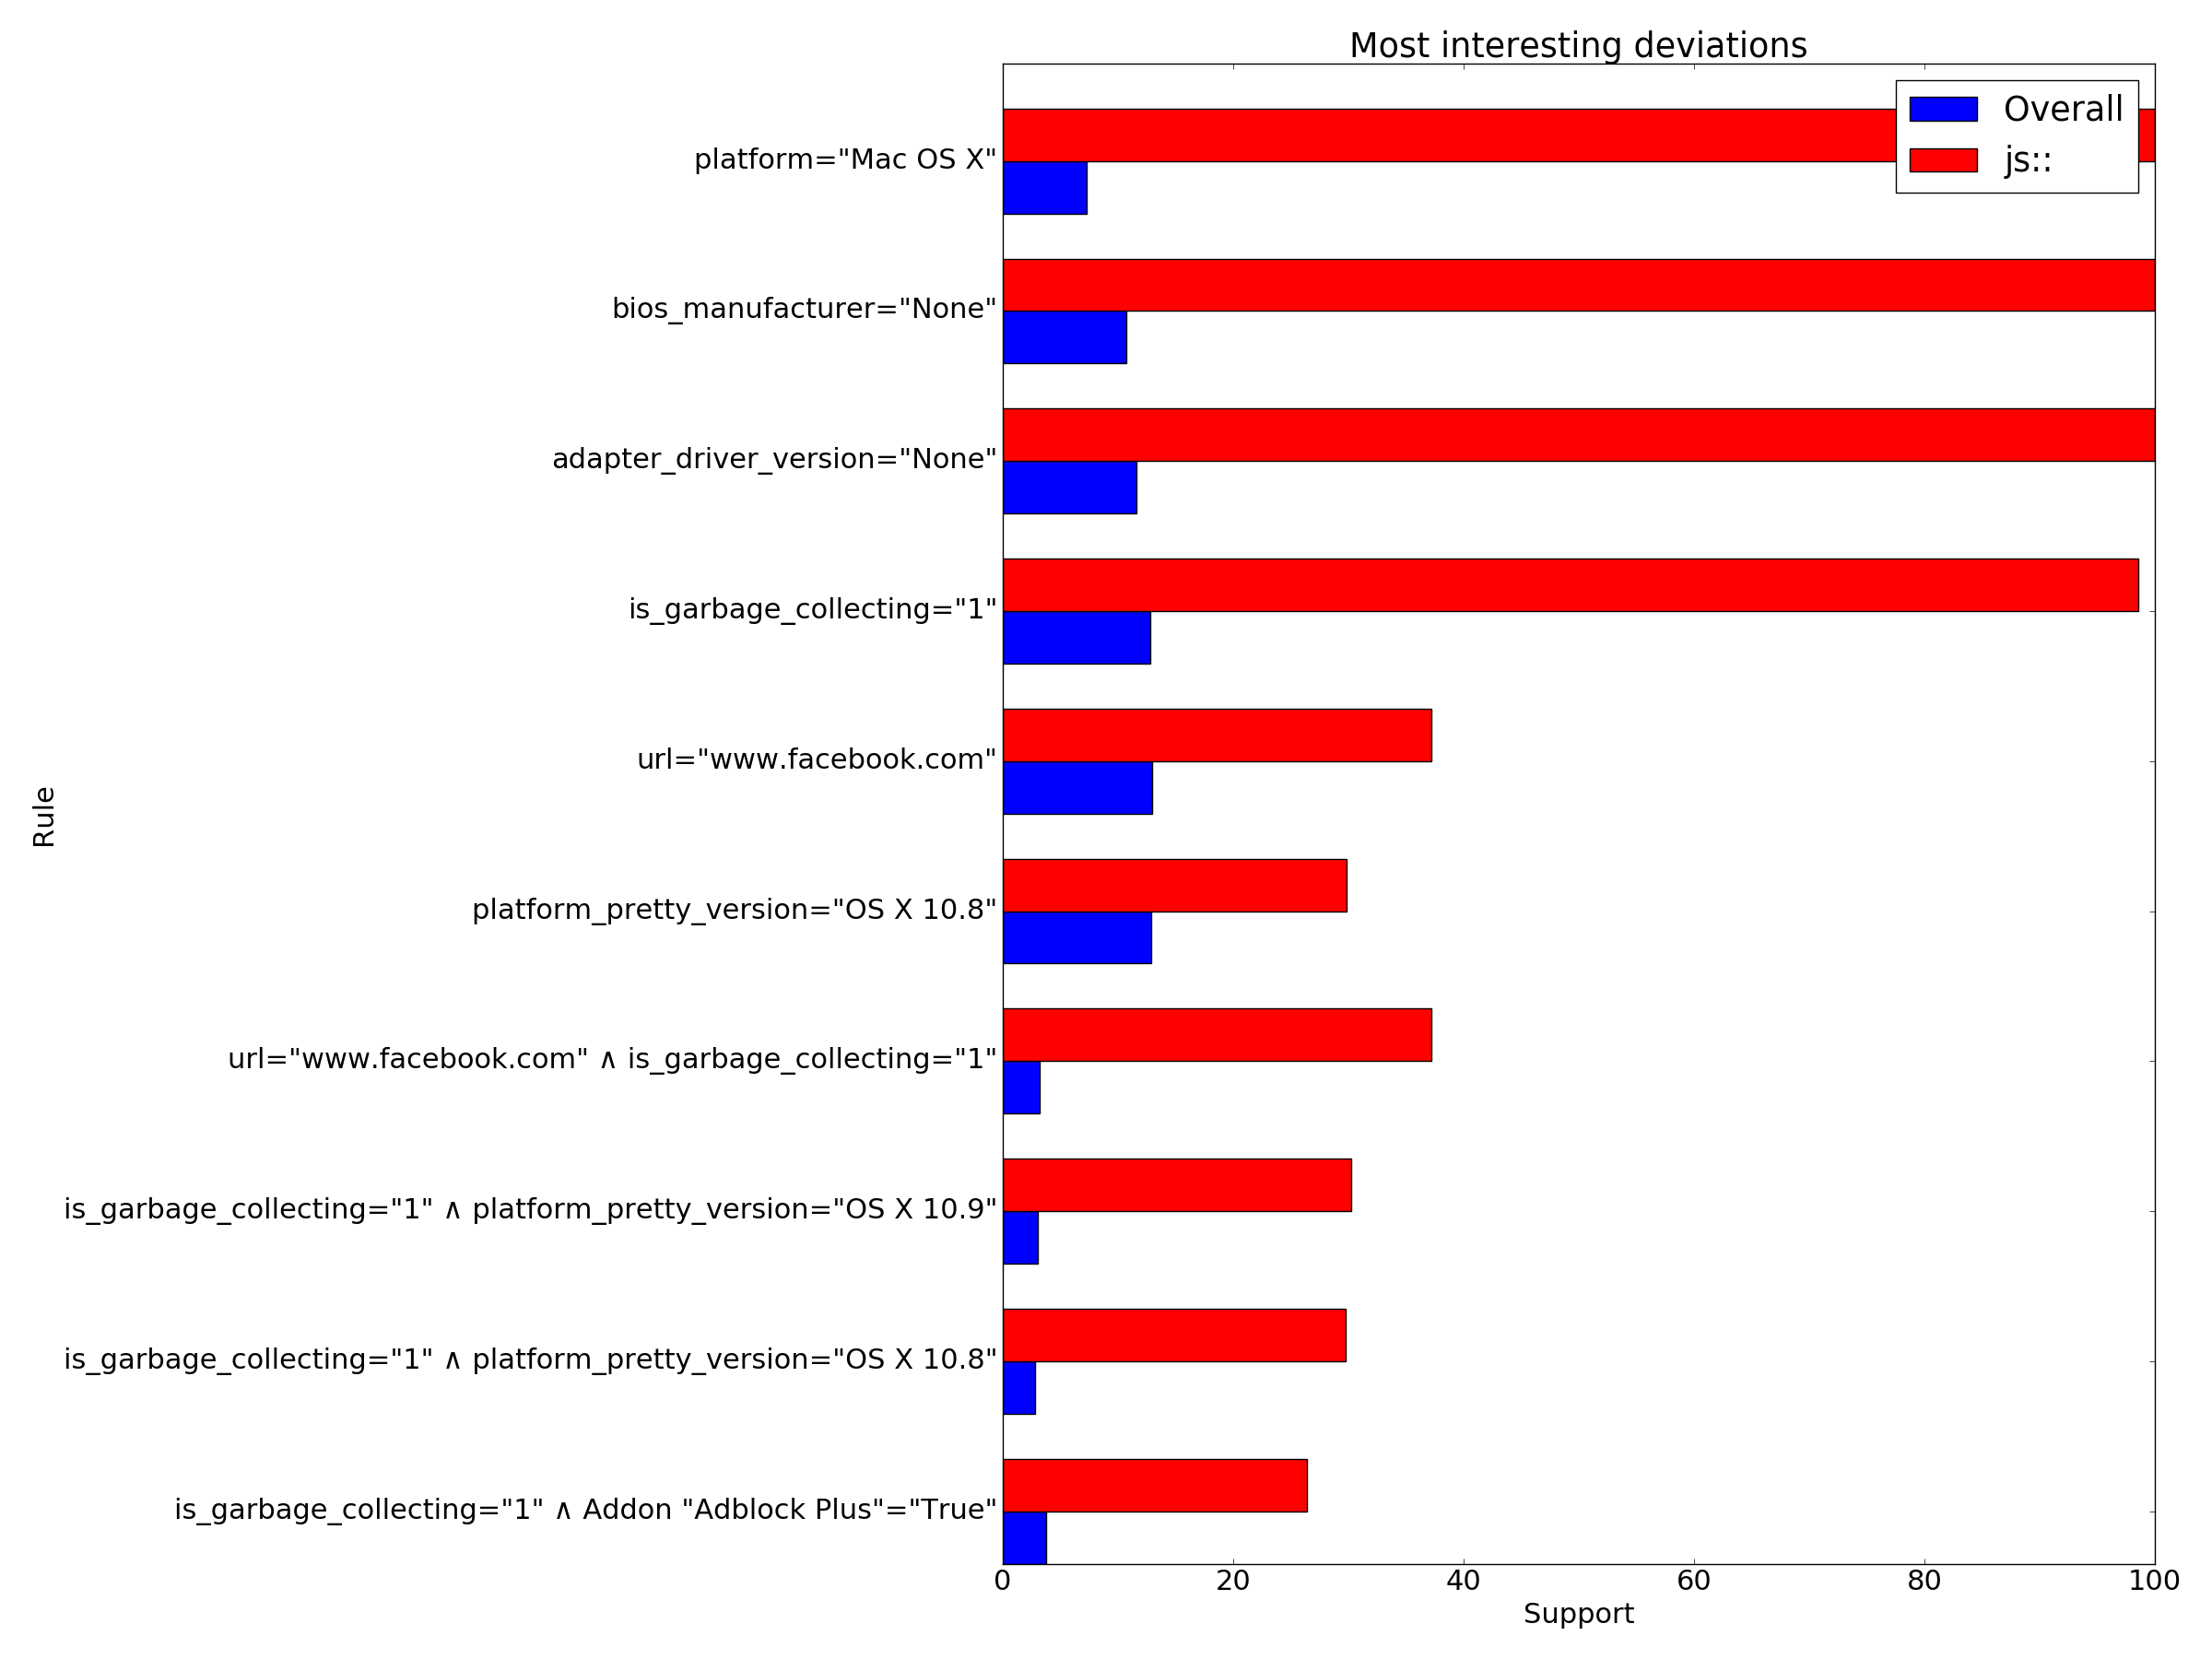 Most interesting deviations
Overall
js::
platform="Mac OS X"
bios_manufacturer="None"
adapter_driver_version="None"
is_garbage_collecting="1"
url="www.facebook.com"
platform_pretty_version="OS X 10.8"
url="www.facebook.com" ∧ is_garbage_collecting="1"
is_garbage_collecting="1" ∧ platform_pretty_version="OS X 10.9"
is_garbage_collecting="1" ∧ platform_pretty_version="OS X 10.8"
is_garbage_collecting="1" ∧ Addon "Adblock Plus"="True"
Rule
0 20 40 60 80 100
Support